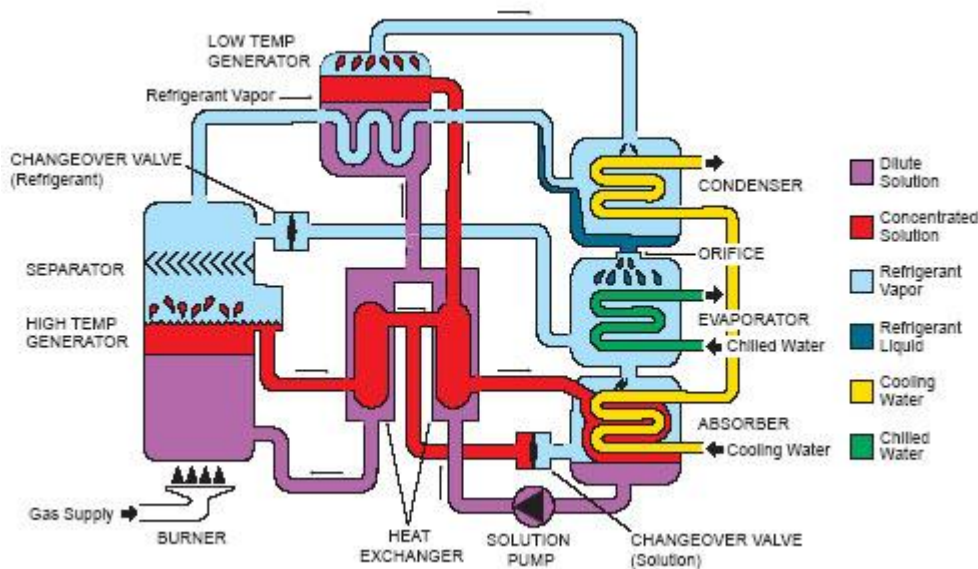 LOW TEMP
GENERATOR
Refrigerant Vapor
CHANGEOVER VALVE
(Refrigerant)
SEPARATOR
HIGH TEMP
GENERATOR
Gas Supply
BURNER
HEAT
EXCHANGER
SOLUTION
PUMP
CHANGEOVER VALVE
(Solution)
CONDENSER
ORIFICE
EVAPORATOR
Chilled Water
ABSORBER
Cooling Water
Dilute
Solution
Concentrated
Solution
Refrigerant
Vapor
Refrigerant
Liquid
Cooling
Water
Chilled
Water